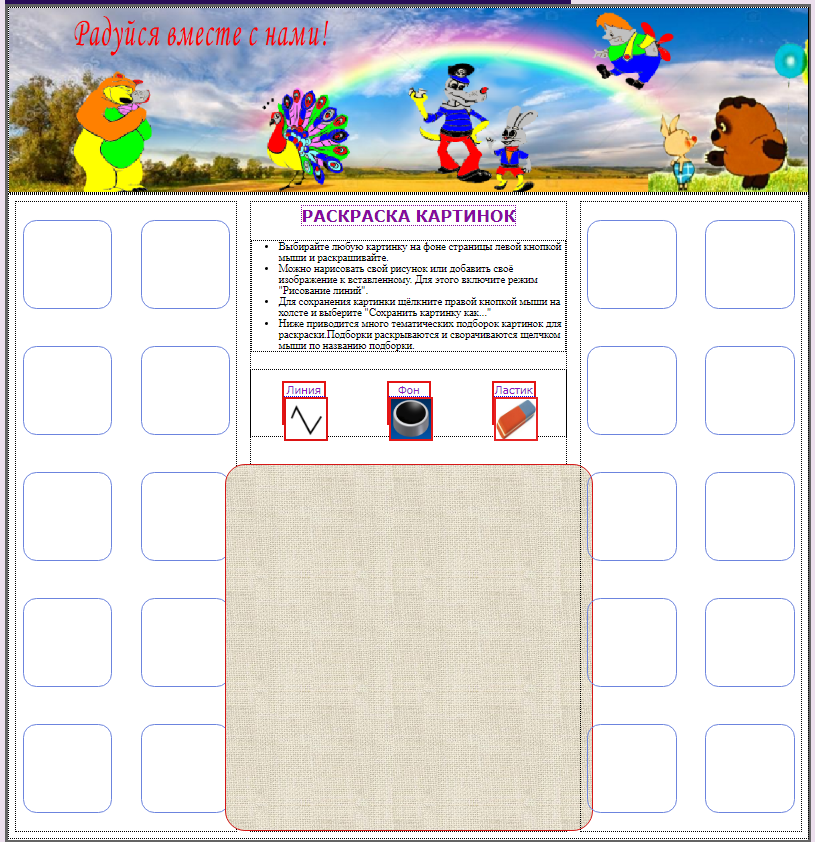 Радуйся вместе с нами!
РАСКРАСКА КАРТИНОК
Выбирайте любую картинку на фоне страницы левой кнопкой
мыши и раскрашивайте.
Можно нарисовать свой рисунок или добавить своё
изображение к вставленному. Для этого включите режим
"Рисование линий".
Для сохранения картинки щёлкните правой кнопкой мыши на
холсте и выберите "Сохранить картинку как..."
Ниже приводится много тематических подборок картинок для
раскраски.Подборки раскрываются и сворачиваются щелчком
мыши по названию подборки.
Линия Фон Ластик